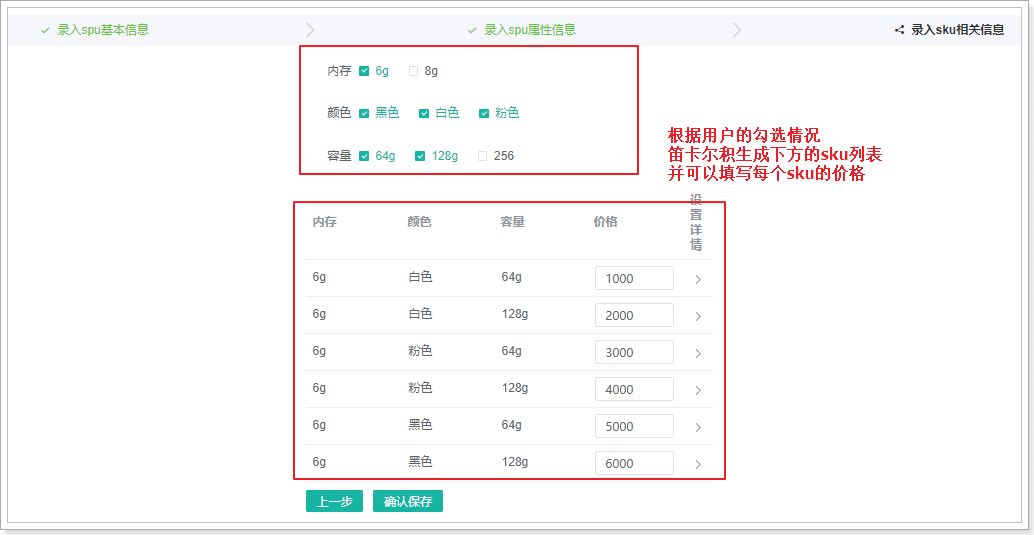 录入spu基本信息 录入spu属性信息 录入sku相关信息
内存 6g 8g
颜色 黑色 白色 粉色
容量 64g 128g 256
根据用户的勾选情况
笛卡尔积生成下方的sku列表
并可以填写每个sku的价格
内存 颜色 容量 价格 设置详情
6g 白色 64g 1000
6g 白色 128g 2000
6g 粉色 64g 3000
6g 粉色 128g 4000
6g 黑色 64g 5000
6g 黑色 128g 6000
上一步 确认保存